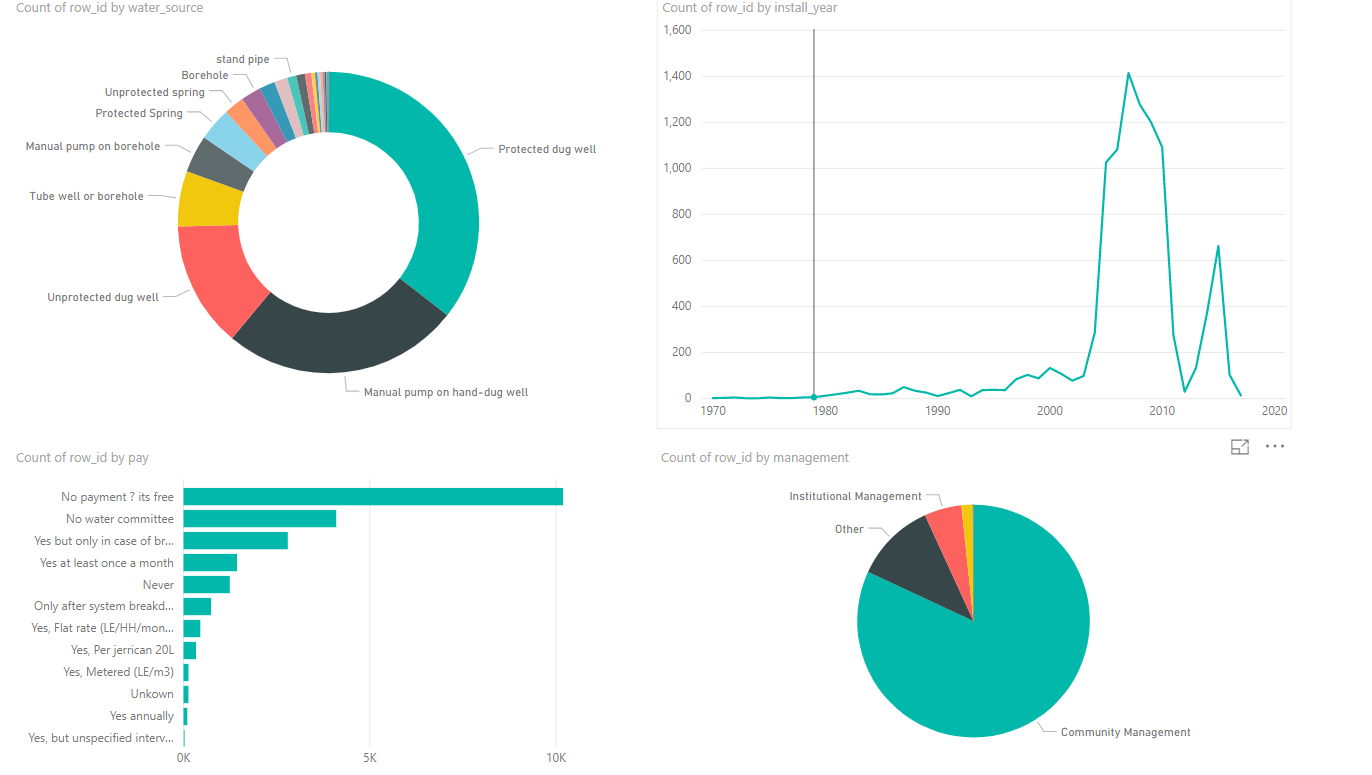 Count of row_id by water_source
stand pipe
Borehole
Unprotected spring
Protected Spring
Manual pump on borehole
Tube well or borehole
Unprotected dug well
Protected dug well
Manual pump on hand-dug well
Count of row_id by install_year
1,600
1,400
1,200
1,000
800
600
400
200
0
1970 1980 1990 2000 2010 2020
Count of row_id by pay
No payment ? its free
No water committee
Yes but only in case of br...
Yes at least once a month
Never
Only after system breakd...
Yes, Flat rate (LE/HH/mon...
Yes, Per jerrican 20L
Yes, Metered (LE/m3)
Unkown
Yes annually
Yes, but unspecified interv...
0K 5K 10K
Count of row_id by management
Institutional Management
Other
Community Management